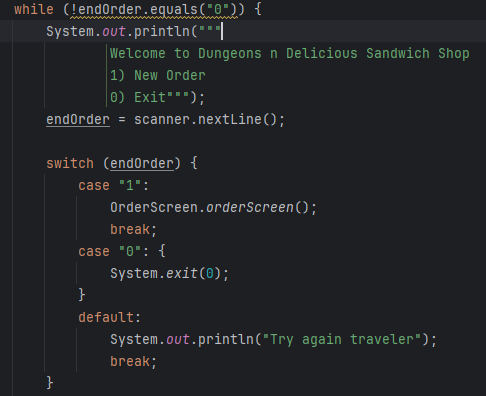 while (!endOrder.equals("0")) {
System.out.println("""
Welcome to Dungeons n Delicious Sandwich Shop
1) New Order
0) Exit""");
endOrder = scanner.nextLine();
switch (endOrder) {
case "1":
OrderScreen.orderScreen();
break;
case "0": {
System.exit(0);
}
default:
System.out.println("Try again traveler");
break;
}